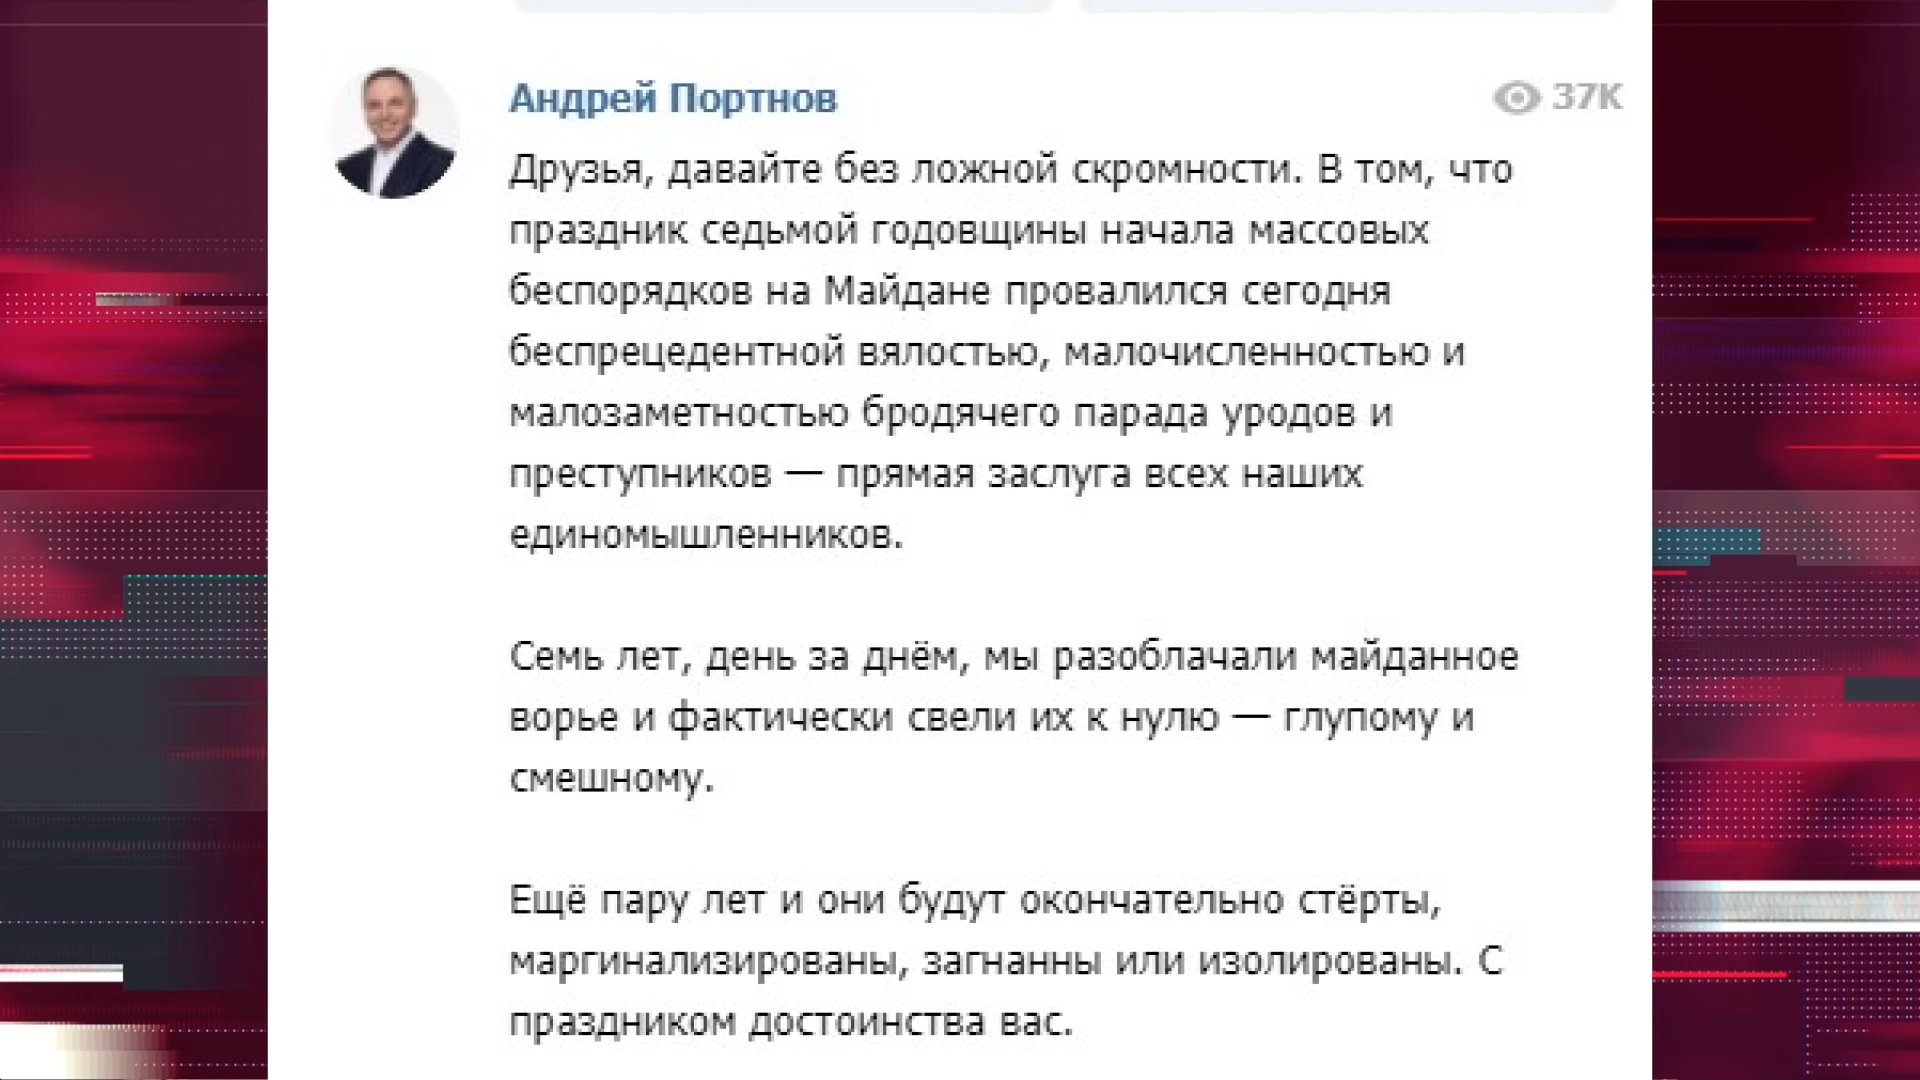 Андрей Портнов
37K
Друзья, давайте без ложной скромности. В том, что
праздник седьмой годовщины начала массовых
беспорядков на Майдане провалился сегодня
беспрецедентной вялостью, малочисленностью и
малозаметностью бродячего парада уродов и
преступников — прямая заслуга всех наших
единомышленников.
Семь лет, день за днём, мы разоблачали майданное
ворье и фактически свели их к нулю — глупому и
смешному.
Ещё пару лет и они будут окончательно стёрты,
маргинализированы, загнанны или изолированы. С
праздником достоинства вас.